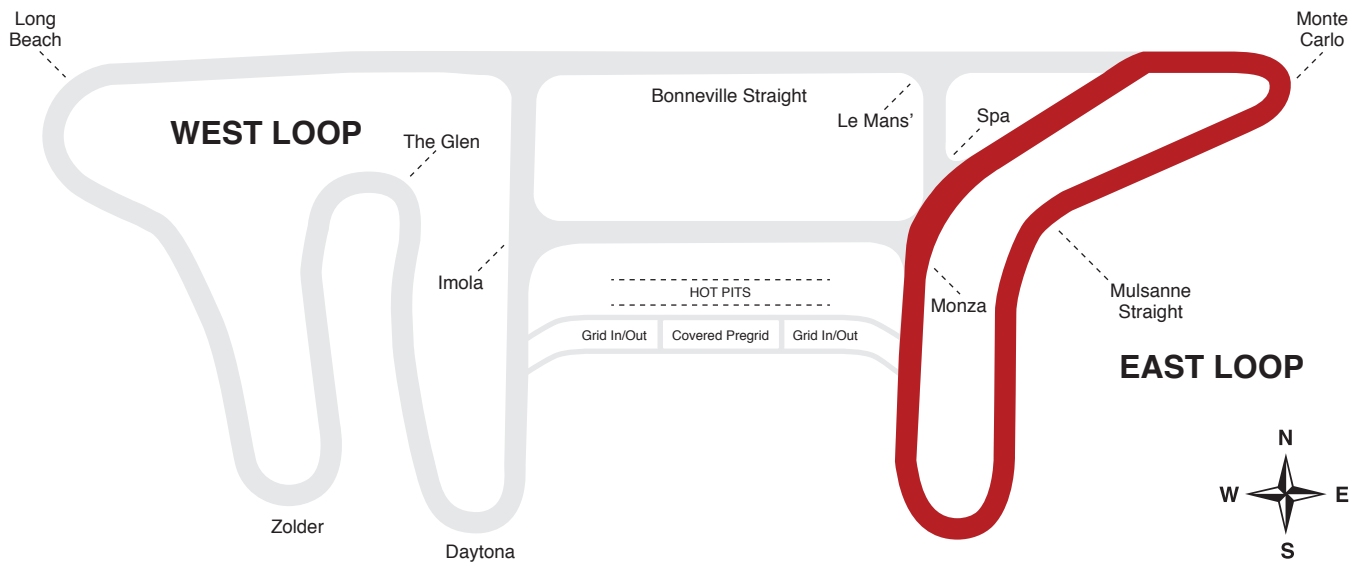 Long
Beach
Monte
Carlo
Bonneville Straight
Le Mans'
Spa
WEST LOOP
The Glen
Imola
HOT PITS
Monza
Mulsanne
Straight
Grid In/Out
Covered Pregrid
Grid In/Out
EAST LOOP
N
W
E
S
Zolder
Daytona